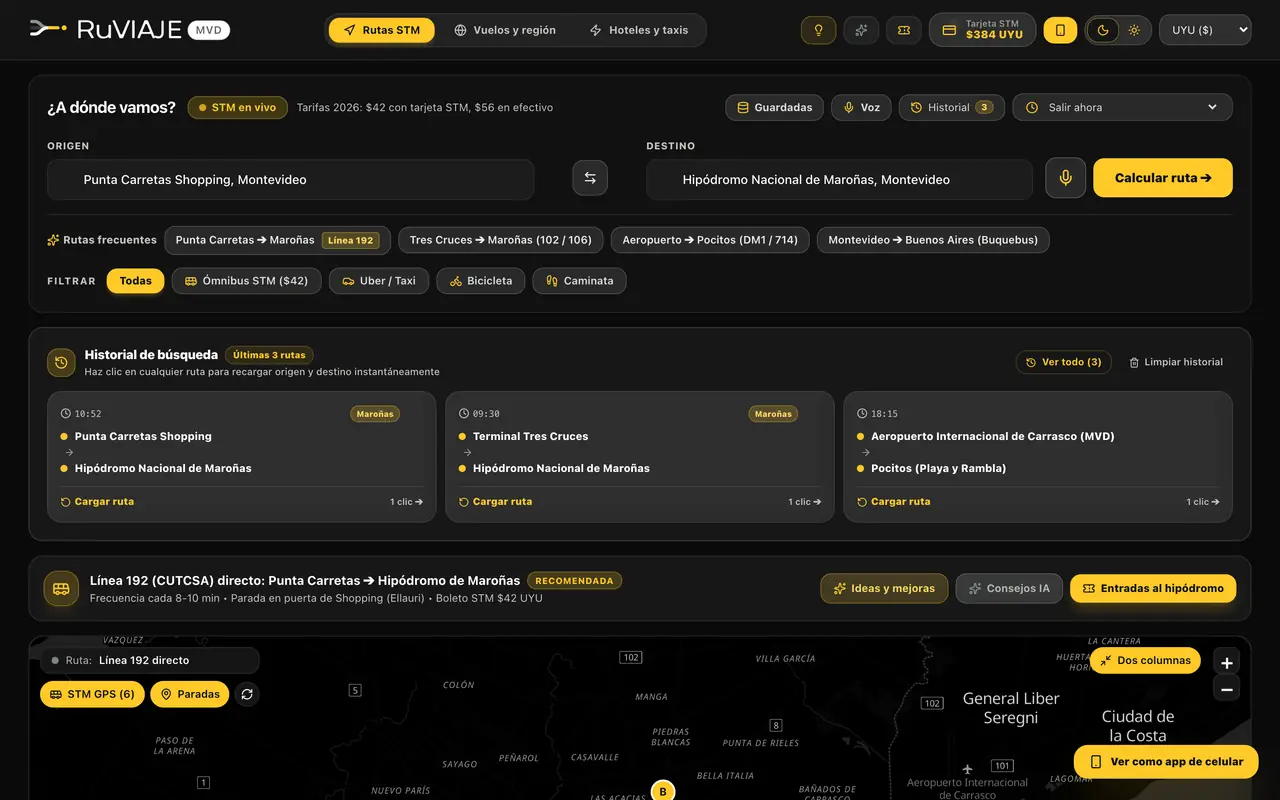 RuVIAJE MVD
Rutas STM
Vuelos y región
Hoteles y taxis
Tarjeta STM
$384 UYU
UYU ($)
¿A dónde vamos?
STM en vivo
Tarifas 2026: $42 con tarjeta STM, $56 en efectivo
Guardadas
Voz
Historial 3
Salir ahora
ORIGEN
Punta Carretas Shopping, Montevideo
DESTINO
Hipódromo Nacional de Maroñas, Montevideo
Calcular ruta →
Rutas frecuentes
Punta Carretas → Maroñas Línea 192
Tres Cruces → Maroñas (102 / 106)
Aeropuerto → Pocitos (DM1 / 714)
Montevideo → Buenos Aires (Buquebus)
FILTRAR
Todas
Ómnibus STM ($42)
Uber / Taxi
Bicicleta
Caminata
Historial de búsqueda
Últimas 3 rutas
Haz clic en cualquier ruta para recargar origen y destino instantáneamente
Ver todo (3)
Limpiar historial
10:52
Maroñas
Punta Carretas Shopping
→
Hipódromo Nacional de Maroñas
Cargar ruta
1 clic →
09:30
Maroñas
Terminal Tres Cruces
→
Hipódromo Nacional de Maroñas
Cargar ruta
1 clic →
18:15
Aeropuerto Internacional de Carrasco (MVD)
→
Pocitos (Playa y Rambla)
Cargar ruta
1 clic →
Línea 192 (CUTCSA) directo: Punta Carretas → Hipódromo de Maroñas
RECOMENDADA
Frecuencia cada 8-10 min • Parada en puerta de Shopping (Ellauri) • Boleto STM $42 UYU
Ideas y mejoras
Consejos IA
Entradas al hipódromo
VÁZQUEZ
Ruta: Línea 192 directo
STM GPS (6)
Paradas
Dos columnas
+
−
LA CANTERA
HUERTA
HOR
102
VILLA GARCÍA
5
COLÓN
MANGA
102
General Liber
Seregni
Ciudad de
la Costa
8
PIEDRAS
BLANCAS
PUNTA DE RIELES
PASO DE
LA ARENA
SAYAGO
PEÑAROL
CASAVALLE
BELLA ITALIA
101
1
NUEVO PARÍS
LAS ACACIAS
B
BAÑADOS DE
CARRASCO
Aeropuerto Internacional
de Carrasco
LAGOMAR
Ver como app de celular